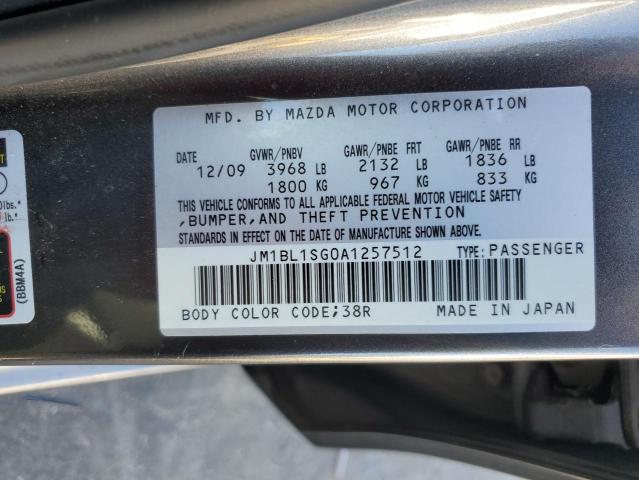 MFD. BY MAZDA MOTOR CORPORATION
DATE GVWR/PNBV GAWR/PNBE FRT GAWR/PNBE RR
12/09 3968 LB 2132 LB 1836 LB
1800 KG 967 KG 833 KG
THIS VEHICLE CONFORMS TO ALL APPLICABLE FEDERAL MOTOR VEHICLE SAFETY
,BUMPER,AND THEFT PREVENTION
STANDARDS IN EFFECT ON THE DATE OF MANUFACTURE SHOWN ABOVE.
JM1BL1SG0A1257512 TYPE:PASSENGER
BODY COLOR CODE;38R MADE IN JAPAN
lbs.*
lb.*
(BBM4A)